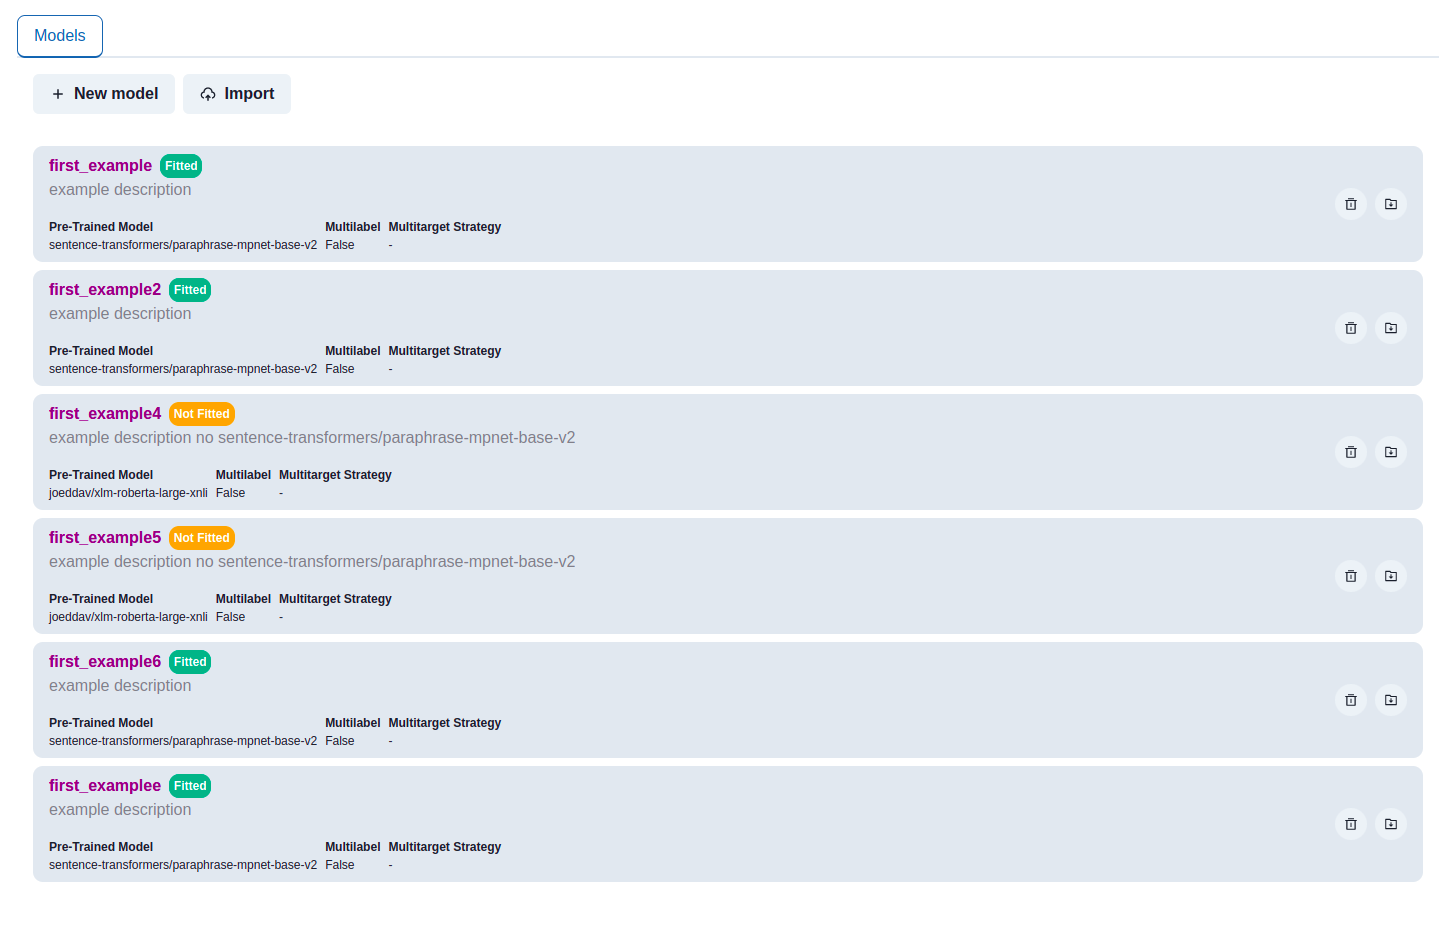 Models
New model Import
first_example Fitted
example description
Pre-Trained Model Multilabel Multitarget Strategy
sentence-transformers/paraphrase-mpnet-base-v2 False -
first_example2 Fitted
example description
Pre-Trained Model Multilabel Multitarget Strategy
sentence-transformers/paraphrase-mpnet-base-v2 False -
first_example4 Not Fitted
example description no sentence-transformers/paraphrase-mpnet-base-v2
Pre-Trained Model Multilabel Multitarget Strategy
joeddav/xlm-roberta-large-xnli False -
first_example5 Not Fitted
example description no sentence-transformers/paraphrase-mpnet-base-v2
Pre-Trained Model Multilabel Multitarget Strategy
joeddav/xlm-roberta-large-xnli False -
first_example6 Fitted
example description
Pre-Trained Model Multilabel Multitarget Strategy
sentence-transformers/paraphrase-mpnet-base-v2 False -
first_examplee Fitted
example description
Pre-Trained Model Multilabel Multitarget Strategy
sentence-transformers/paraphrase-mpnet-base-v2 False -